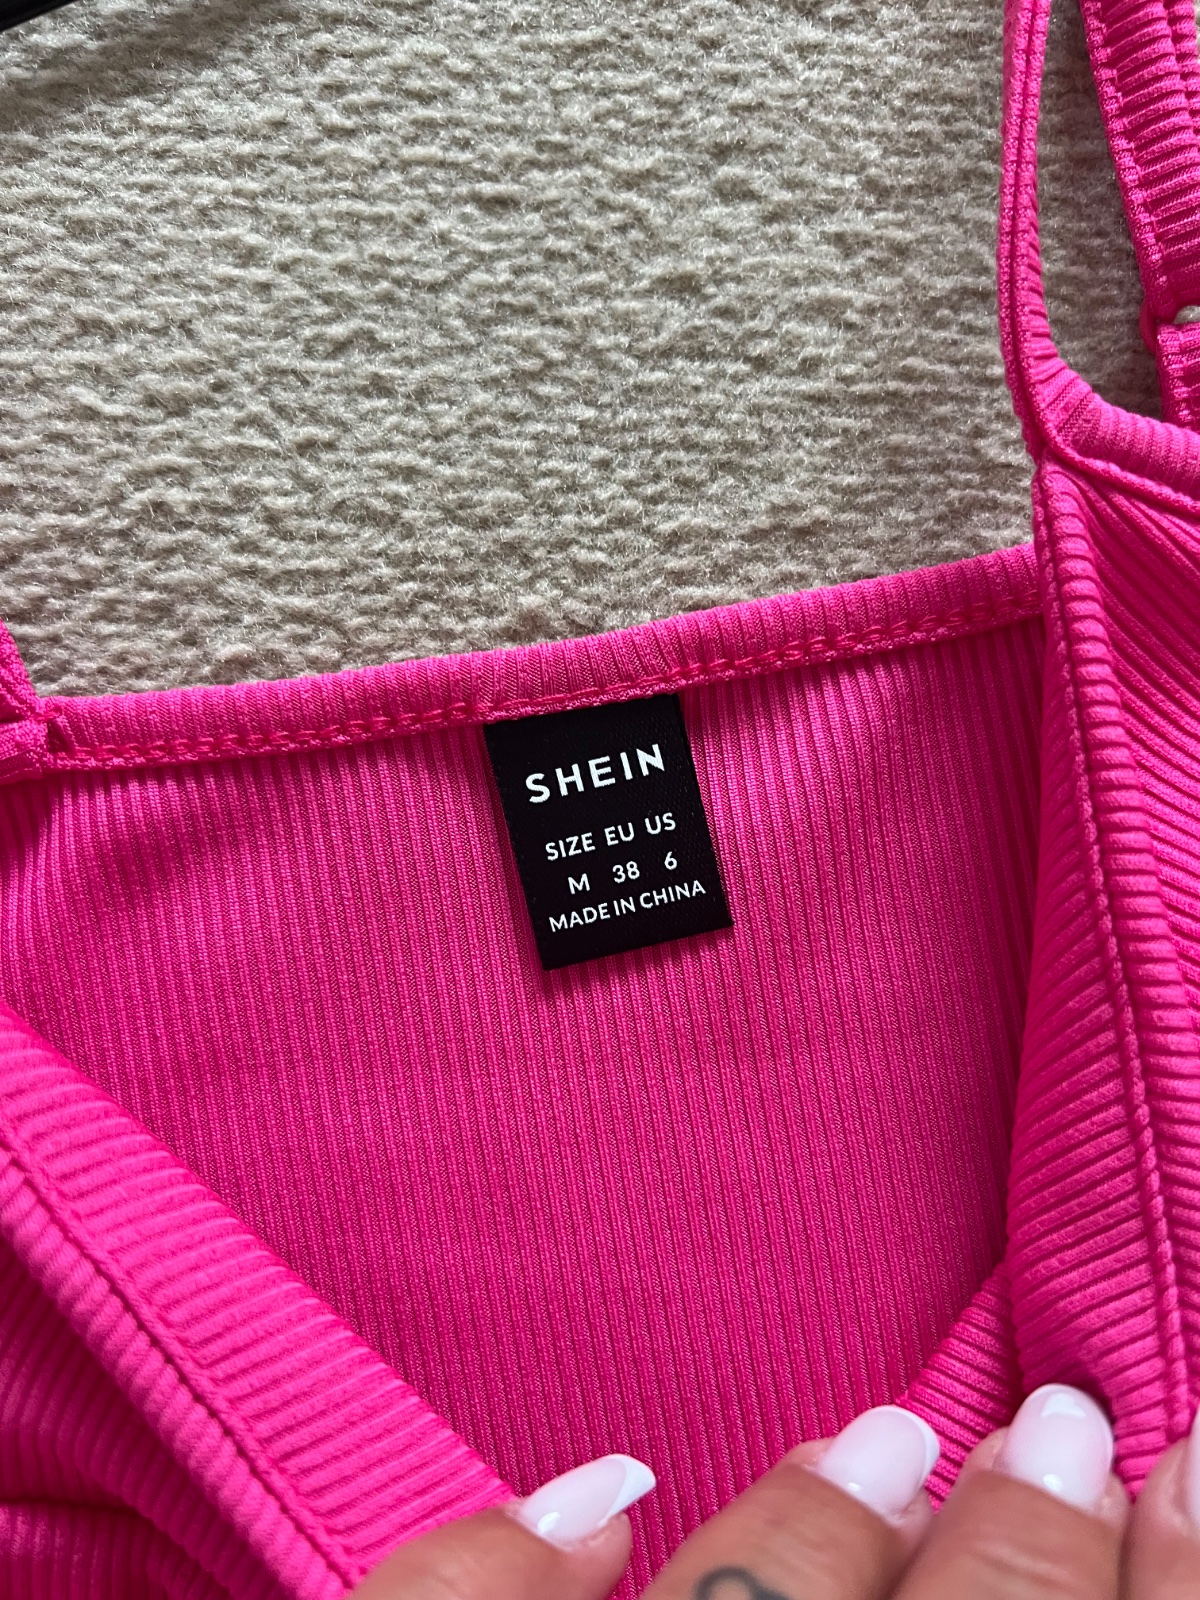 SHEIN
SIZE EU US
M 38 6
MADE IN CHINA